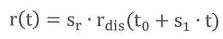 r(t) = s_r · r_dis(t_0 + s_1 · t)